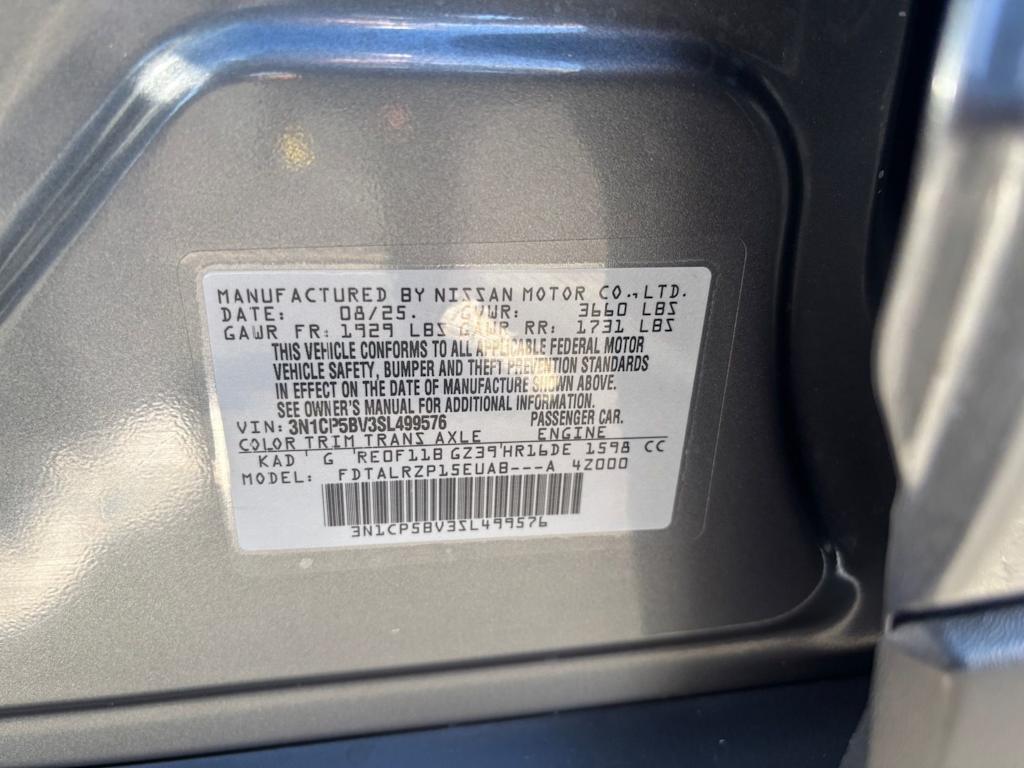 MANUFACTURED BY NISSAN MOTOR CO.,LTD.
DATE: 08/25. GVWR: 3660 LBS
GAWR FR: 1929 LBS GAWR RR: 1731 LBS
THIS VEHICLE CONFORMS TO ALL APPLICABLE FEDERAL MOTOR
VEHICLE SAFETY, BUMPER AND THEFT PREVENTION STANDARDS
IN EFFECT ON THE DATE OF MANUFACTURE SHOWN ABOVE.
SEE OWNER'S MANUAL FOR ADDITIONAL INFORMATION.
VIN: 3N1CP5BV3SL499576 PASSENGER CAR.
COLOR TRIM TRANS AXLE ENGINE
KAD ' G 'RE0F11B GZ39'HR16DE 1598 CC
MODEL: FDTALRZP15EUAB---A 4Z000
3N1CP5BV3SL499576